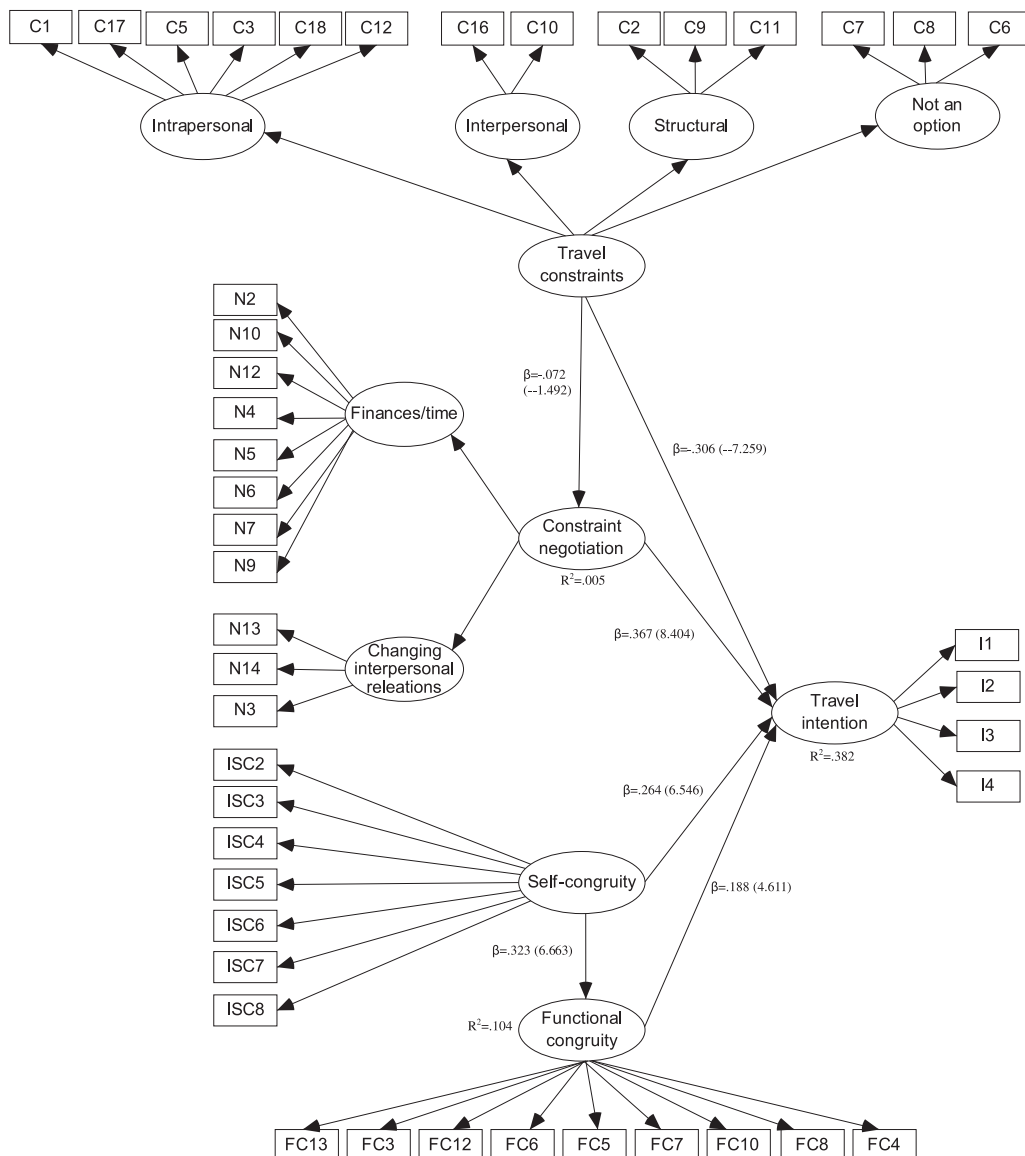 C1
C17
C5
C3
C18
C12
C16
C10
C2
C9
C11
C7
C8
C6
Intrapersonal
Interpersonal
Structural
Not an
option
Travel
constraints
N2
N10
N12
N4
N5
N6
N7
N9
Finances/time
β=-.072
(--1.492)
β=-.306 (--7.259)
Constraint
negotiation
R²=.005
β=.367 (8.404)
N13
N14
N3
Changing
interpersonal
releations
Travel
intention
R²=.382
I1
I2
I3
I4
ISC2
ISC3
ISC4
ISC5
ISC6
ISC7
ISC8
β=.264 (6.546)
Self-congruity
β=.188 (4.611)
β=.323 (6.663)
R²=.104
Functional
congruity
FC13
FC3
FC12
FC6
FC5
FC7
FC10
FC8
FC4